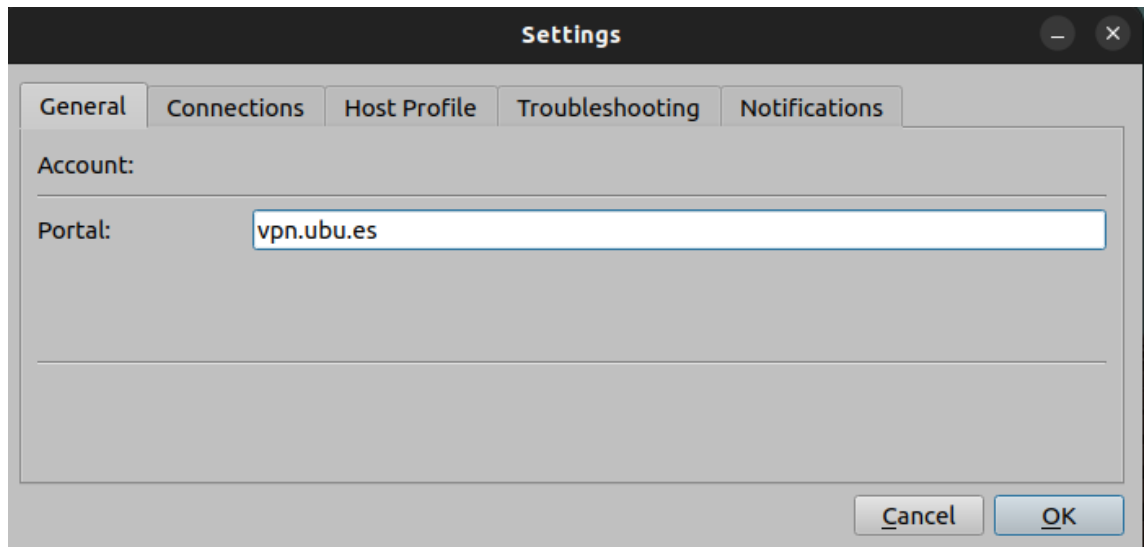 Settings
General Connections Host Profile Troubleshooting Notifications
Account:
Portal: vpn.ubu.es
Cancel OK